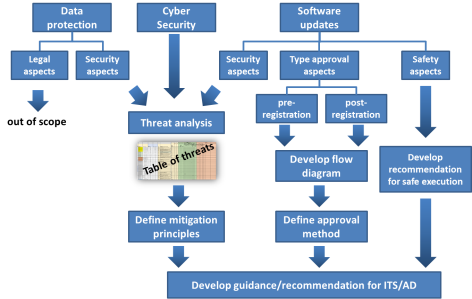 Data
protection
Cyber
Security
Software
updates
Legal
aspects
Security
aspects
Security
aspects
Type approval
aspects
Safety
aspects
out of scope
pre-
registration
post-
registration
Threat analysis
Table of threats
Develop flow
diagram
Develop
recommendation
for safe execution
Define mitigation
principles
Define approval
method
Develop guidance/recommendation for ITS/AD